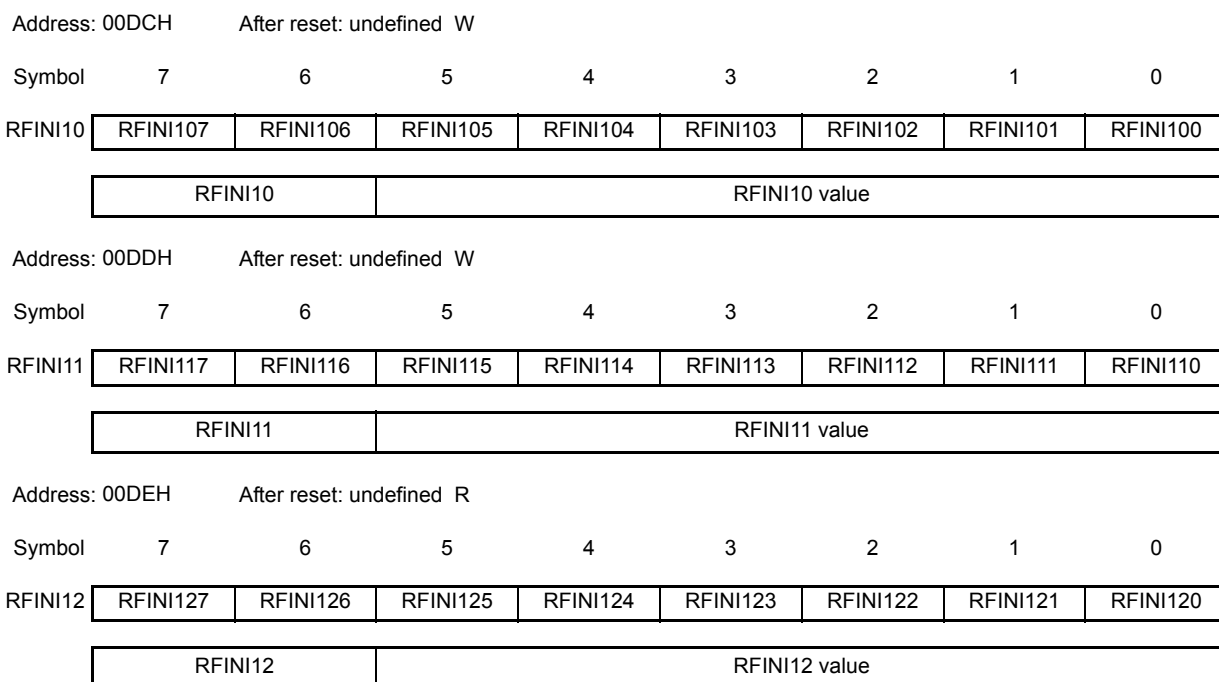 Address: 00DCH After reset: undefined W
Symbol 7 6 5 4 3 2 1 0
RFINI10 RFINI107 RFINI106 RFINI105 RFINI104 RFINI103 RFINI102 RFINI101 RFINI100
RFINI10 RFINI10 value
Address: 00DDH After reset: undefined W
Symbol 7 6 5 4 3 2 1 0
RFINI11 RFINI117 RFINI116 RFINI115 RFINI114 RFINI113 RFINI112 RFINI111 RFINI110
RFINI11 RFINI11 value
Address: 00DEH After reset: undefined R
Symbol 7 6 5 4 3 2 1 0
RFINI12 RFINI127 RFINI126 RFINI125 RFINI124 RFINI123 RFINI122 RFINI121 RFINI120
RFINI12 RFINI12 value